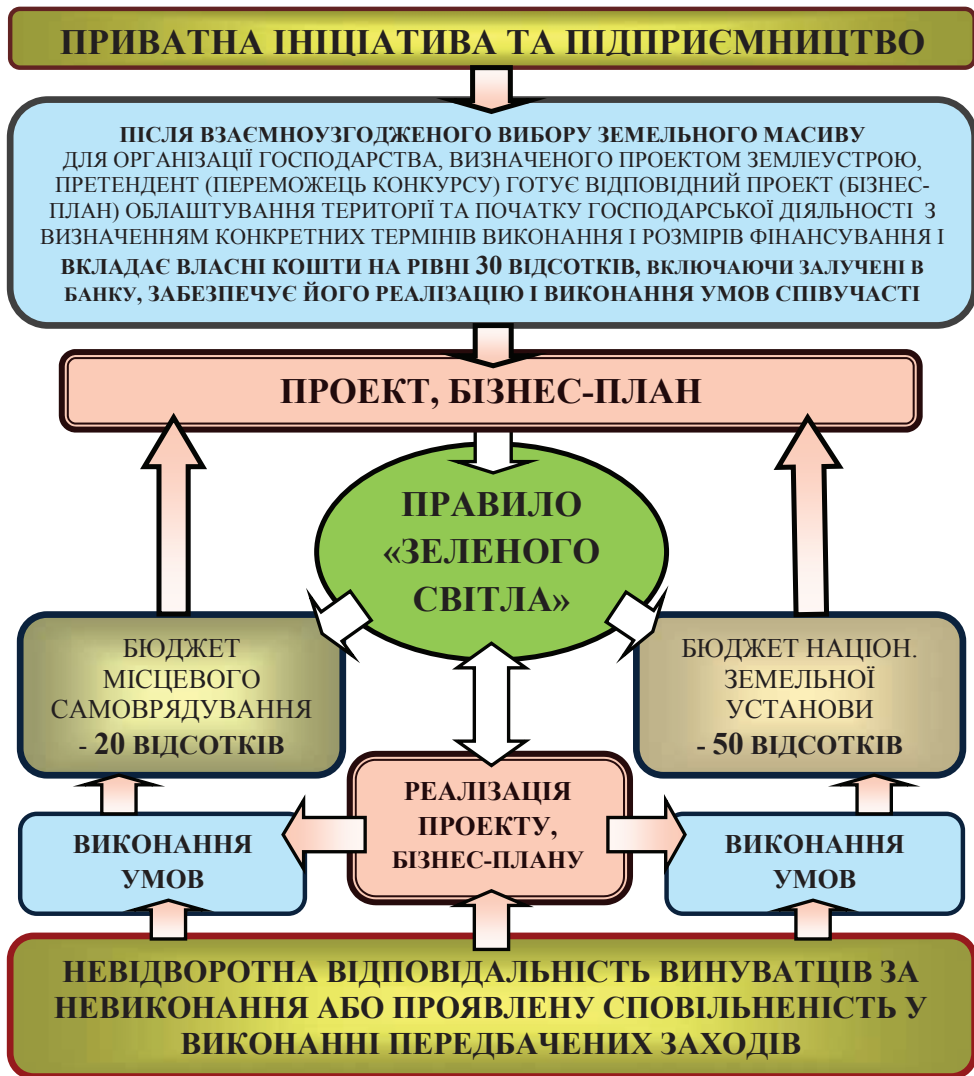 ПРИВАТНА ІНІЦІАТИВА ТА ПІДПРИЄМНИЦТВО
ПІСЛЯ ВЗАЄМНОУЗГОДЖЕНОГО ВИБОРУ ЗЕМЕЛЬНОГО МАСИВУ
ДЛЯ ОРГАНІЗАЦІЇ ГОСПОДАРСТВА, ВИЗНАЧЕНОГО ПРОЕКТОМ ЗЕМЛЕУСТРОЮ,
ПРЕТЕНДЕНТ (ПЕРЕМОЖЕЦЬ КОНКУРСУ) ГОТУЄ ВІДПОВІДНИЙ ПРОЕКТ (БІЗНЕС-
ПЛАН) ОБЛАШТУВАННЯ ТЕРИТОРІЇ ТА ПОЧАТКУ ГОСПОДАРСЬКОЇ ДІЯЛЬНОСТІ З
ВИЗНАЧЕННЯМ КОНКРЕТНИХ ТЕРМІНІВ ВИКОНАННЯ І РОЗМІРІВ ФІНАНСУВАННЯ І
ВКЛАДАЄ ВЛАСНІ КОШТИ НА РІВНІ 30 ВІДСОТКІВ, ВКЛЮЧАЮЧИ ЗАЛУЧЕНІ В
БАНКУ, ЗАБЕЗПЕЧУЄ ЙОГО РЕАЛІЗАЦІЮ І ВИКОНАННЯ УМОВ СПІВУЧАСТІ
ПРОЕКТ, БІЗНЕС-ПЛАН
ПРАВИЛО
«ЗЕЛЕНОГО
СВІТЛА»
БЮДЖЕТ
МІСЦЕВОГО
САМОВРЯДУВАННЯ
- 20 ВІДСОТКІВ
БЮДЖЕТ НАЦІОН.
ЗЕМЕЛЬНОЇ
УСТАНОВИ
- 50 ВІДСОТКІВ
РЕАЛІЗАЦІЯ
ПРОЕКТУ,
БІЗНЕС-ПЛАНУ
ВИКОНАННЯ
УМОВ
ВИКОНАННЯ
УМОВ
НЕВІДВОРОТНА ВІДПОВІДАЛЬНІСТЬ ВИНУВАТЦІВ ЗА
НЕВИКОНАННЯ АБО ПРОЯВЛЕНУ СПОВІЛЬНЕНІСТЬ У
ВИКОНАННІ ПЕРЕДБАЧЕНИХ ЗАХОДІВ